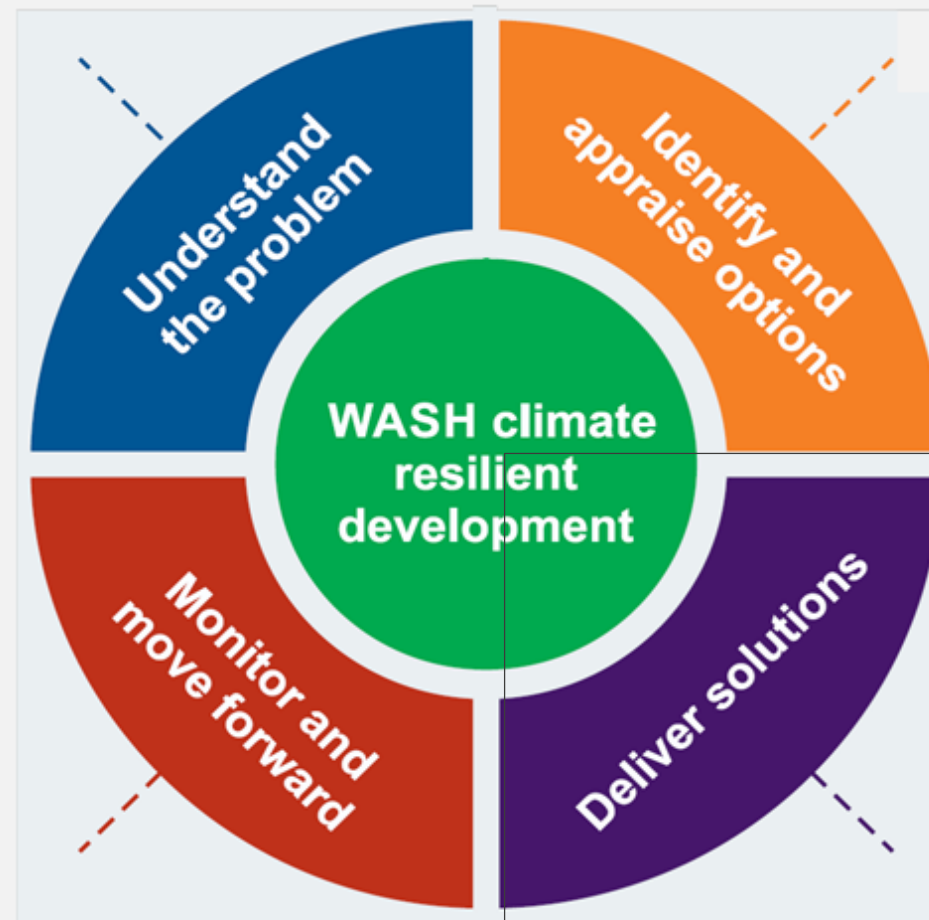 Understand
the problem
Identify and
appraise options
WASH climate
resilient
development
Monitor and
move forward
Deliver solutions